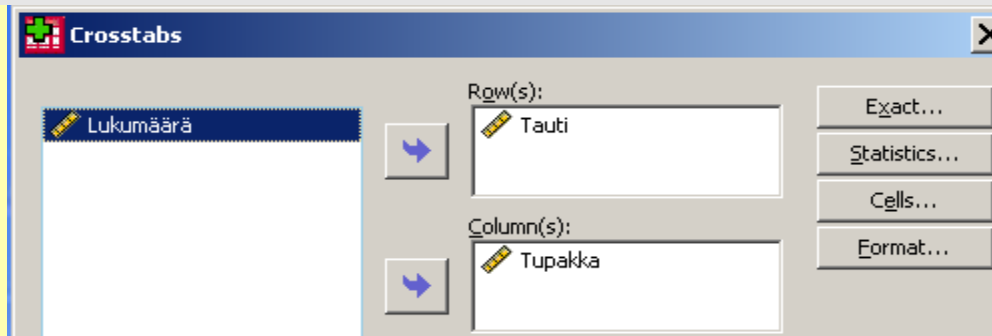 Crosstabs
Lukumäärä
Row(s):
Tauti
Column(s):
Tupakka
Exact...
Statistics...
Cells...
Format...